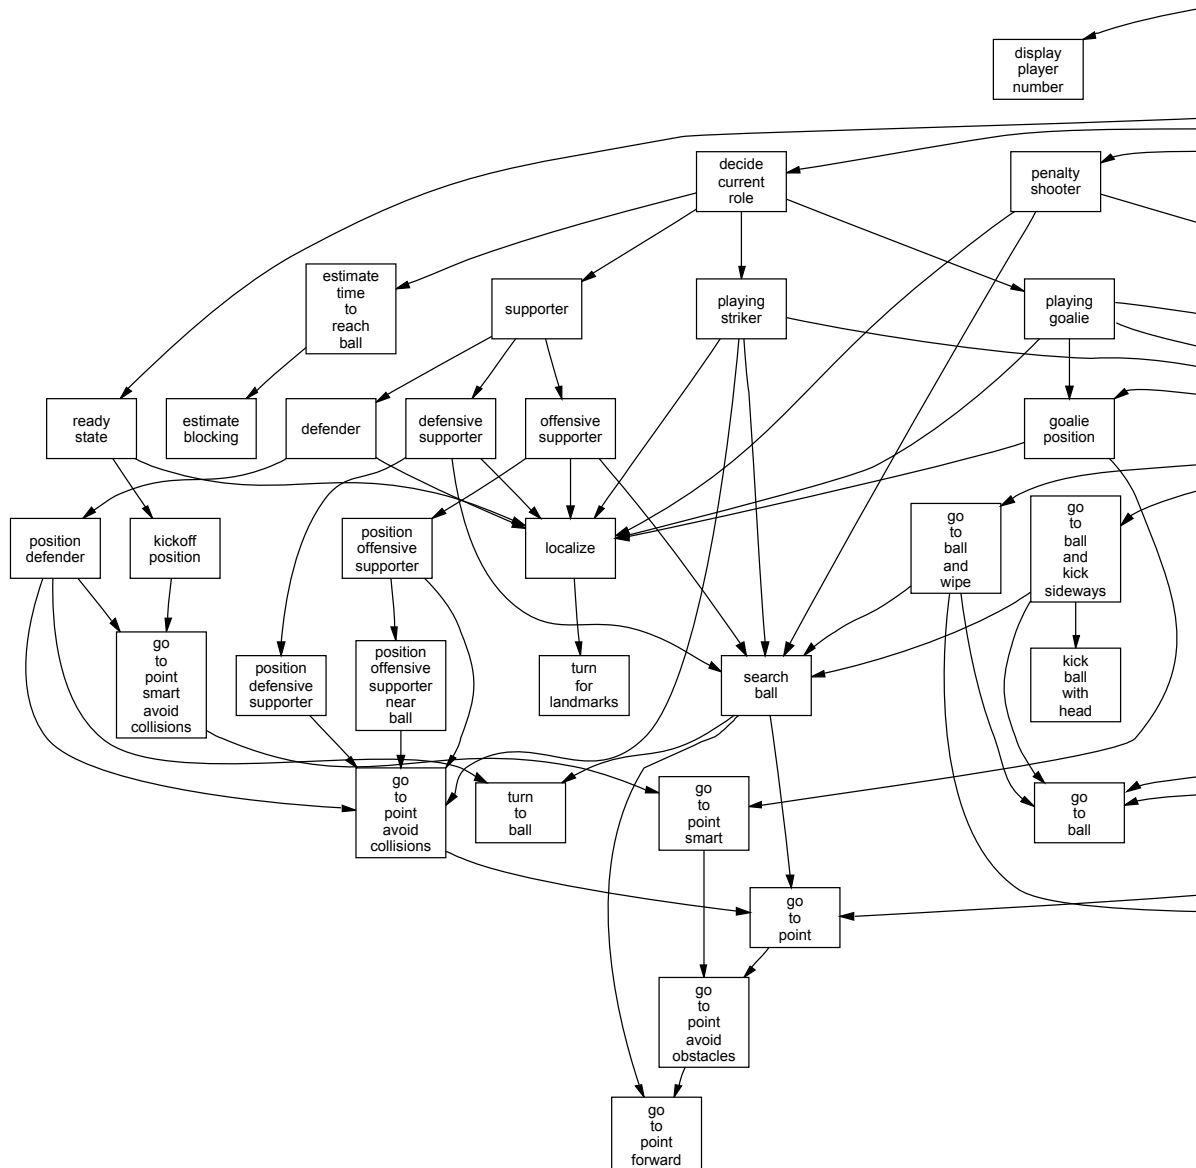 display
player
number
decide
current
role
penalty
shooter
estimate
time
to
reach
ball
supporter
playing
striker
playing
goalie
ready
state
estimate
blocking
defender
defensive
supporter
offensive
supporter
goalie
position
position
defender
kickoff
position
position
offensive
supporter
localize
go
to
ball
and
wipe
go
to
ball
and
kick
sideways
go
to
point
smart
avoid
collisions
position
defensive
supporter
position
offensive
supporter
near
ball
turn
for
landmarks
search
ball
kick
ball
with
head
go
to
point
avoid
collisions
turn
to
ball
go
to
point
smart
go
to
ball
go
to
point
go
to
point
avoid
obstacles
go
to
point
forward